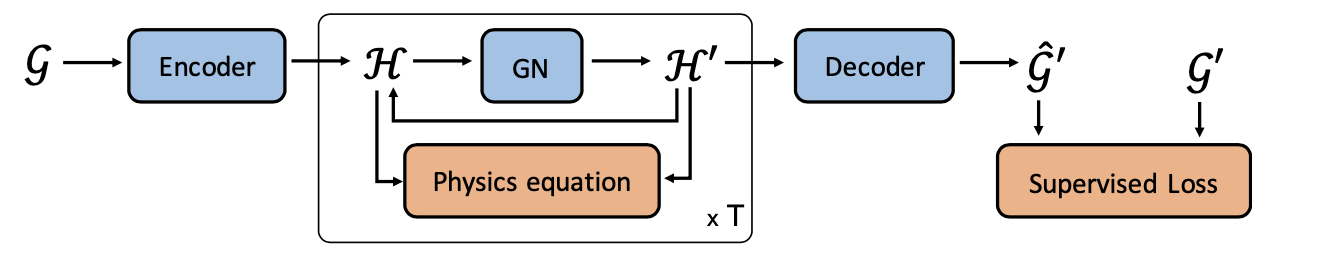 𝒢
Encoder
ℋ
GN
ℋ′
Decoder
𝒢̂′
𝒢′
Physics equation
Supervised Loss
x T